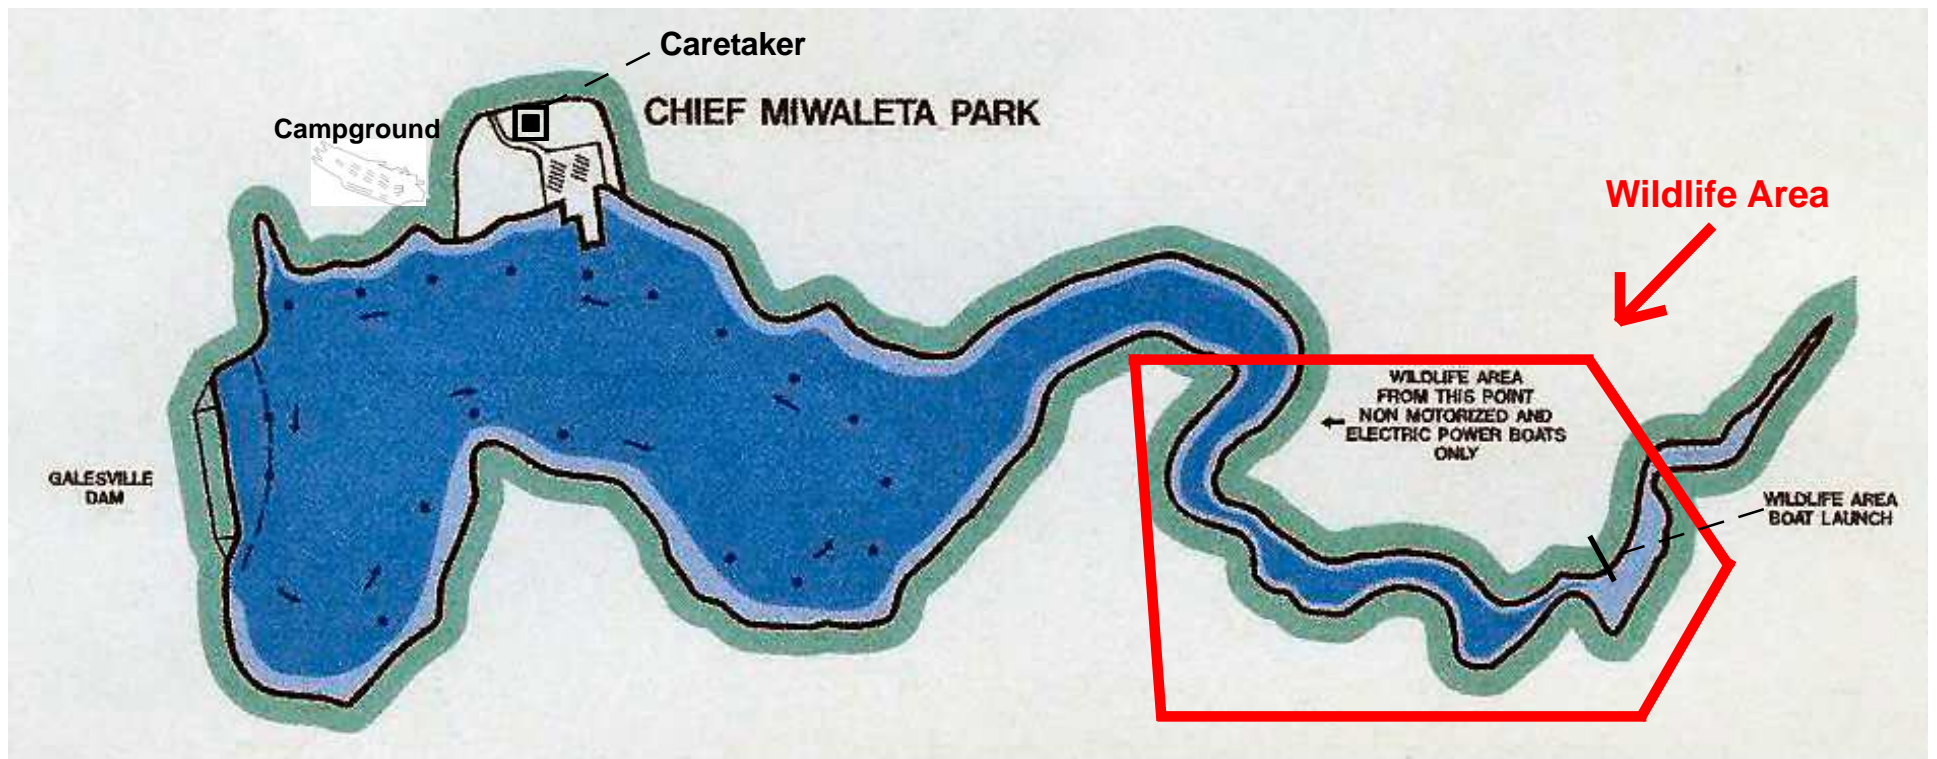 Caretaker
CHIEF MIWALETA PARK
Campground
Wildlife Area
WILDLIFE AREA
FROM THIS POINT
NON MOTORIZED AND
ELECTRIC POWER BOATS
ONLY
GALESVILLE
DAM
WILDLIFE AREA
BOAT LAUNCH